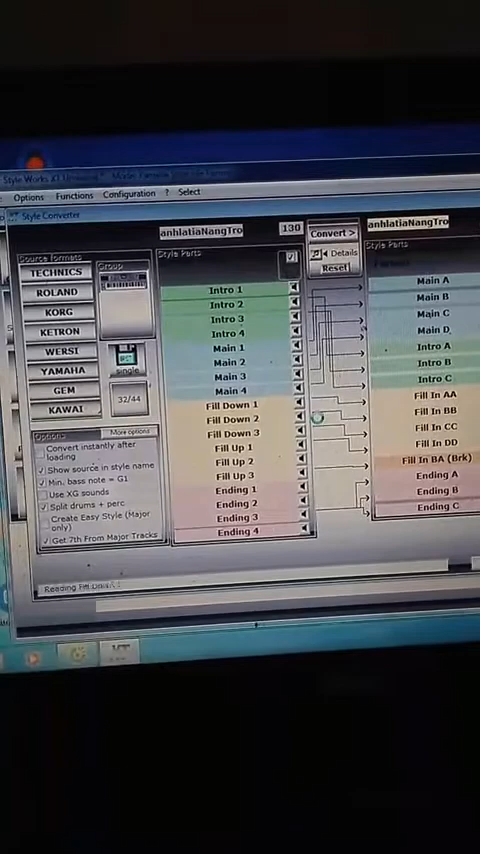 Options Functions Configuration ? Select
Style Converter
anhlatiaNangTro 130 Convert > anhlatiaNangTro
Source formats
Group
Style Parts
Details
Reset
Style Parts
TECHNICS
ROLAND
KORG
KETRON
WERSI
YAMAHA
GEM
KAWAI
single
32/44
Options
More options
Convert instantly after loading
Show source in style name
Min. bass note = G1
Use XG sounds
Split drums + perc
Create Easy Style (Major only)
Get 7th From Major Tracks
Intro 1
Intro 2
Intro 3
Intro 4
Main 1
Main 2
Main 3
Main 4
Fill Down 1
Fill Down 2
Fill Down 3
Fill Up 1
Fill Up 2
Fill Up 3
Ending 1
Ending 2
Ending 3
Ending 4
Main A
Main B
Main C
Main D
Intro A
Intro B
Intro C
Fill In AA
Fill In BB
Fill In CC
Fill In DD
Fill In BA (Brk)
Ending A
Ending B
Ending C
Reading Fill Down